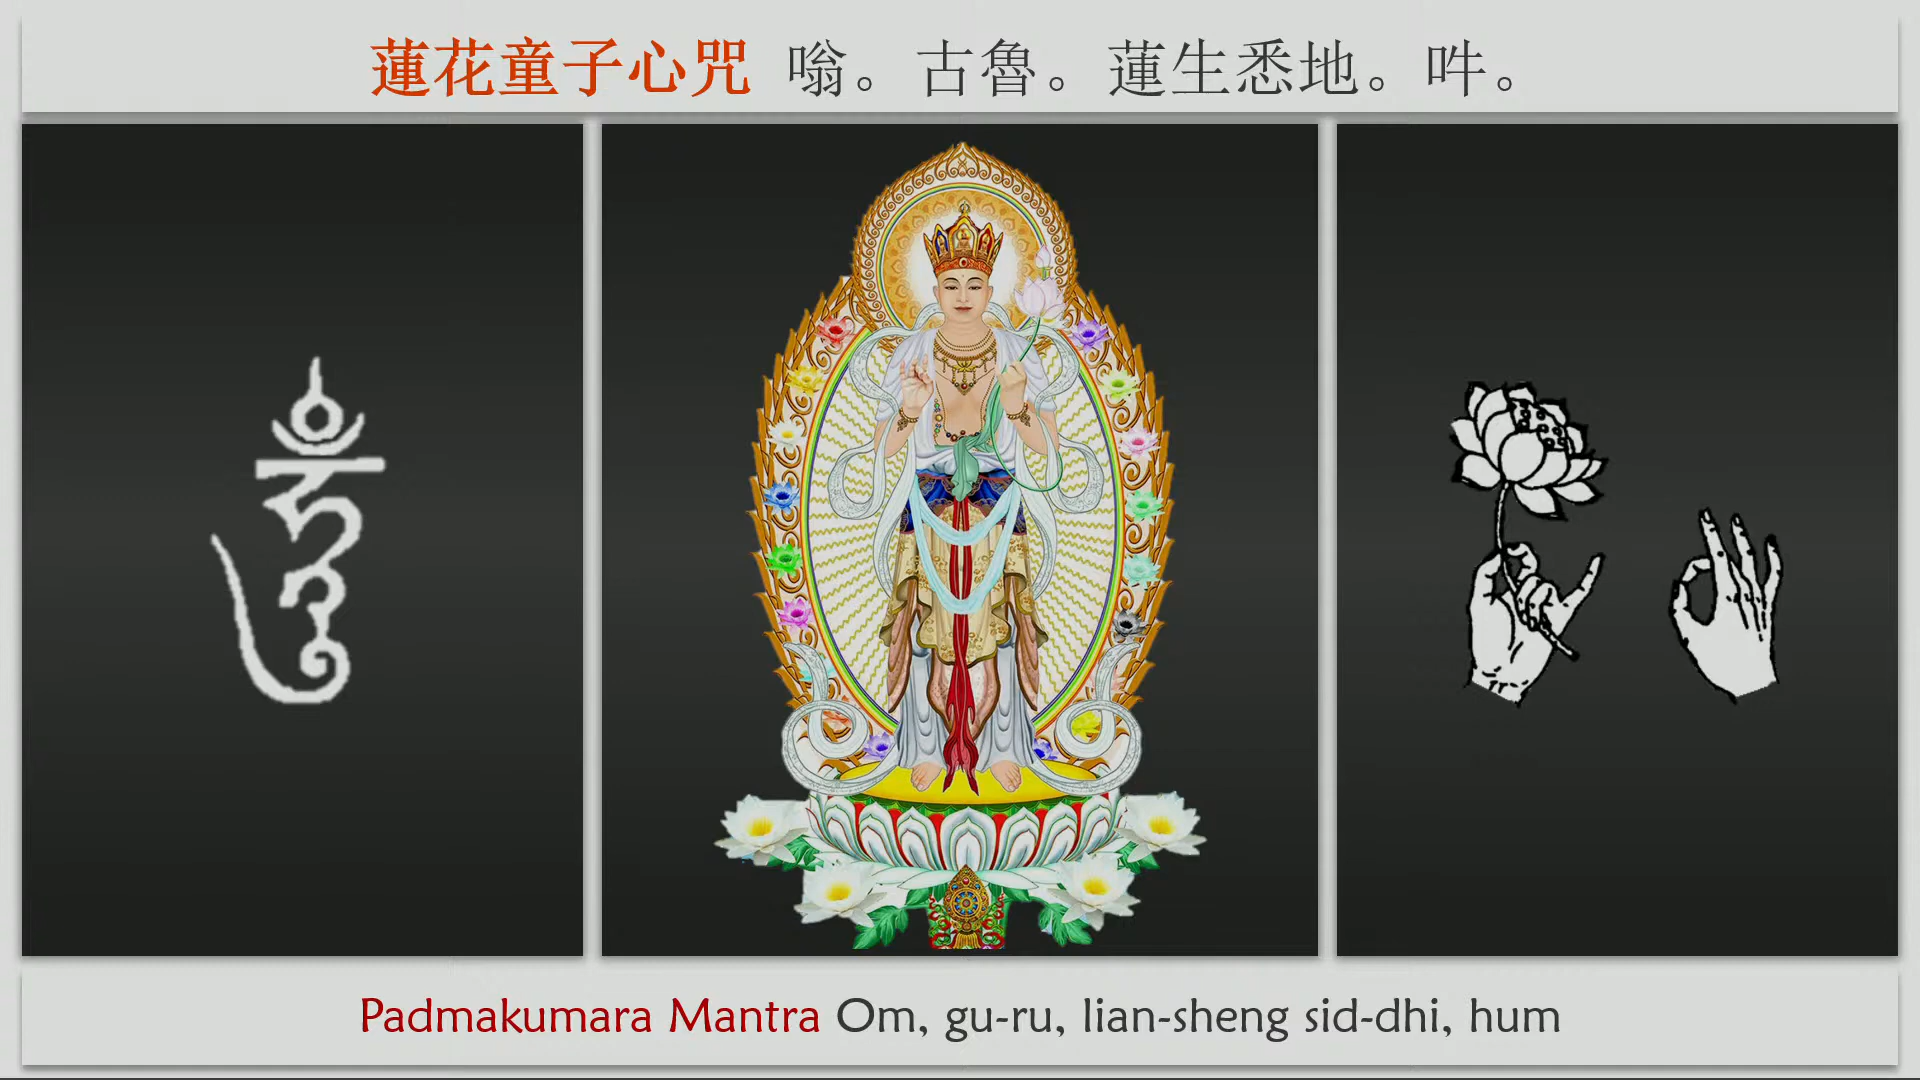 蓮花童子心咒 嗡。古魯。蓮生悉地。吽。
ཧཱུྃ
Padmakumara Mantra Om, gu-ru, lian-sheng sid-dhi, hum